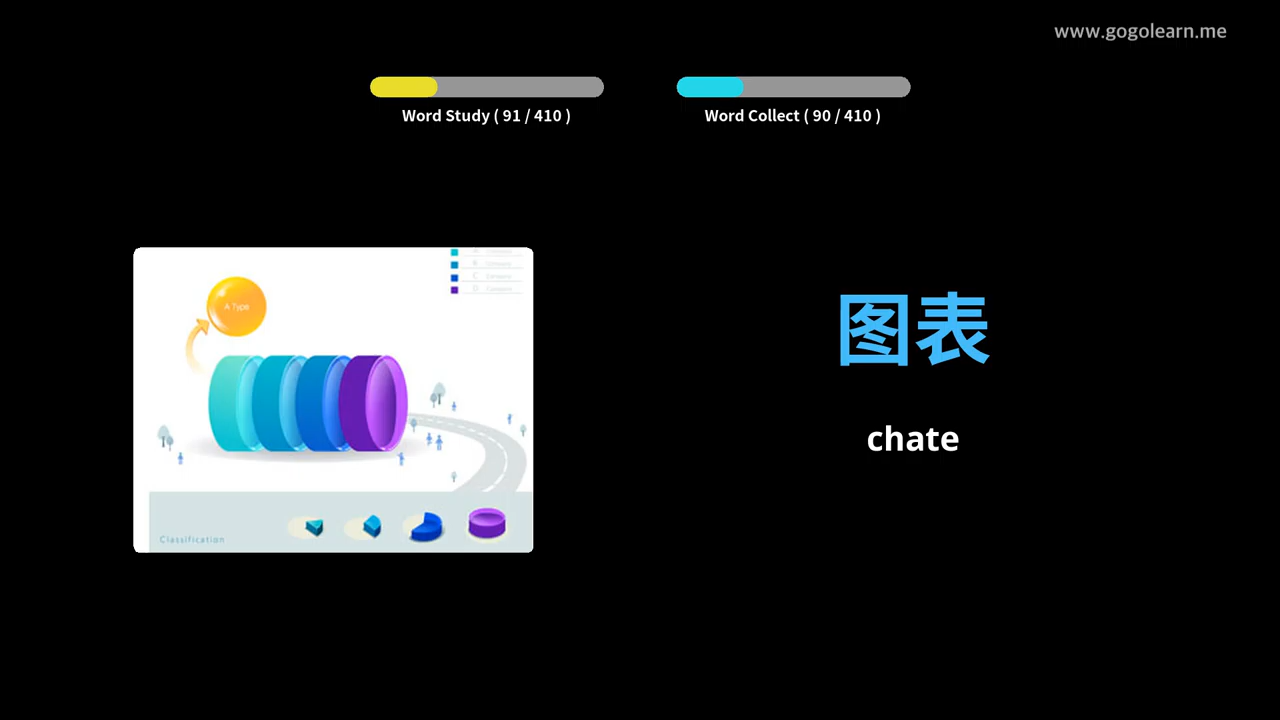 www.gogolearn.me
Word Study ( 91 / 410 )
Word Collect ( 90 / 410 )
A Type
B
C
D
图表
chate
Classification